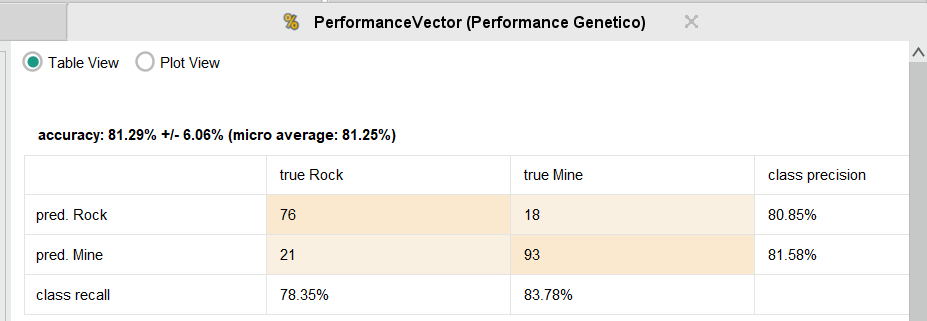 PerformanceVector (Performance Genetico)
Table View Plot View
accuracy: 81.29% +/- 6.06% (micro average: 81.25%)
true Rock true Mine class precision
pred. Rock 76 18 80.85%
pred. Mine 21 93 81.58%
class recall 78.35% 83.78%